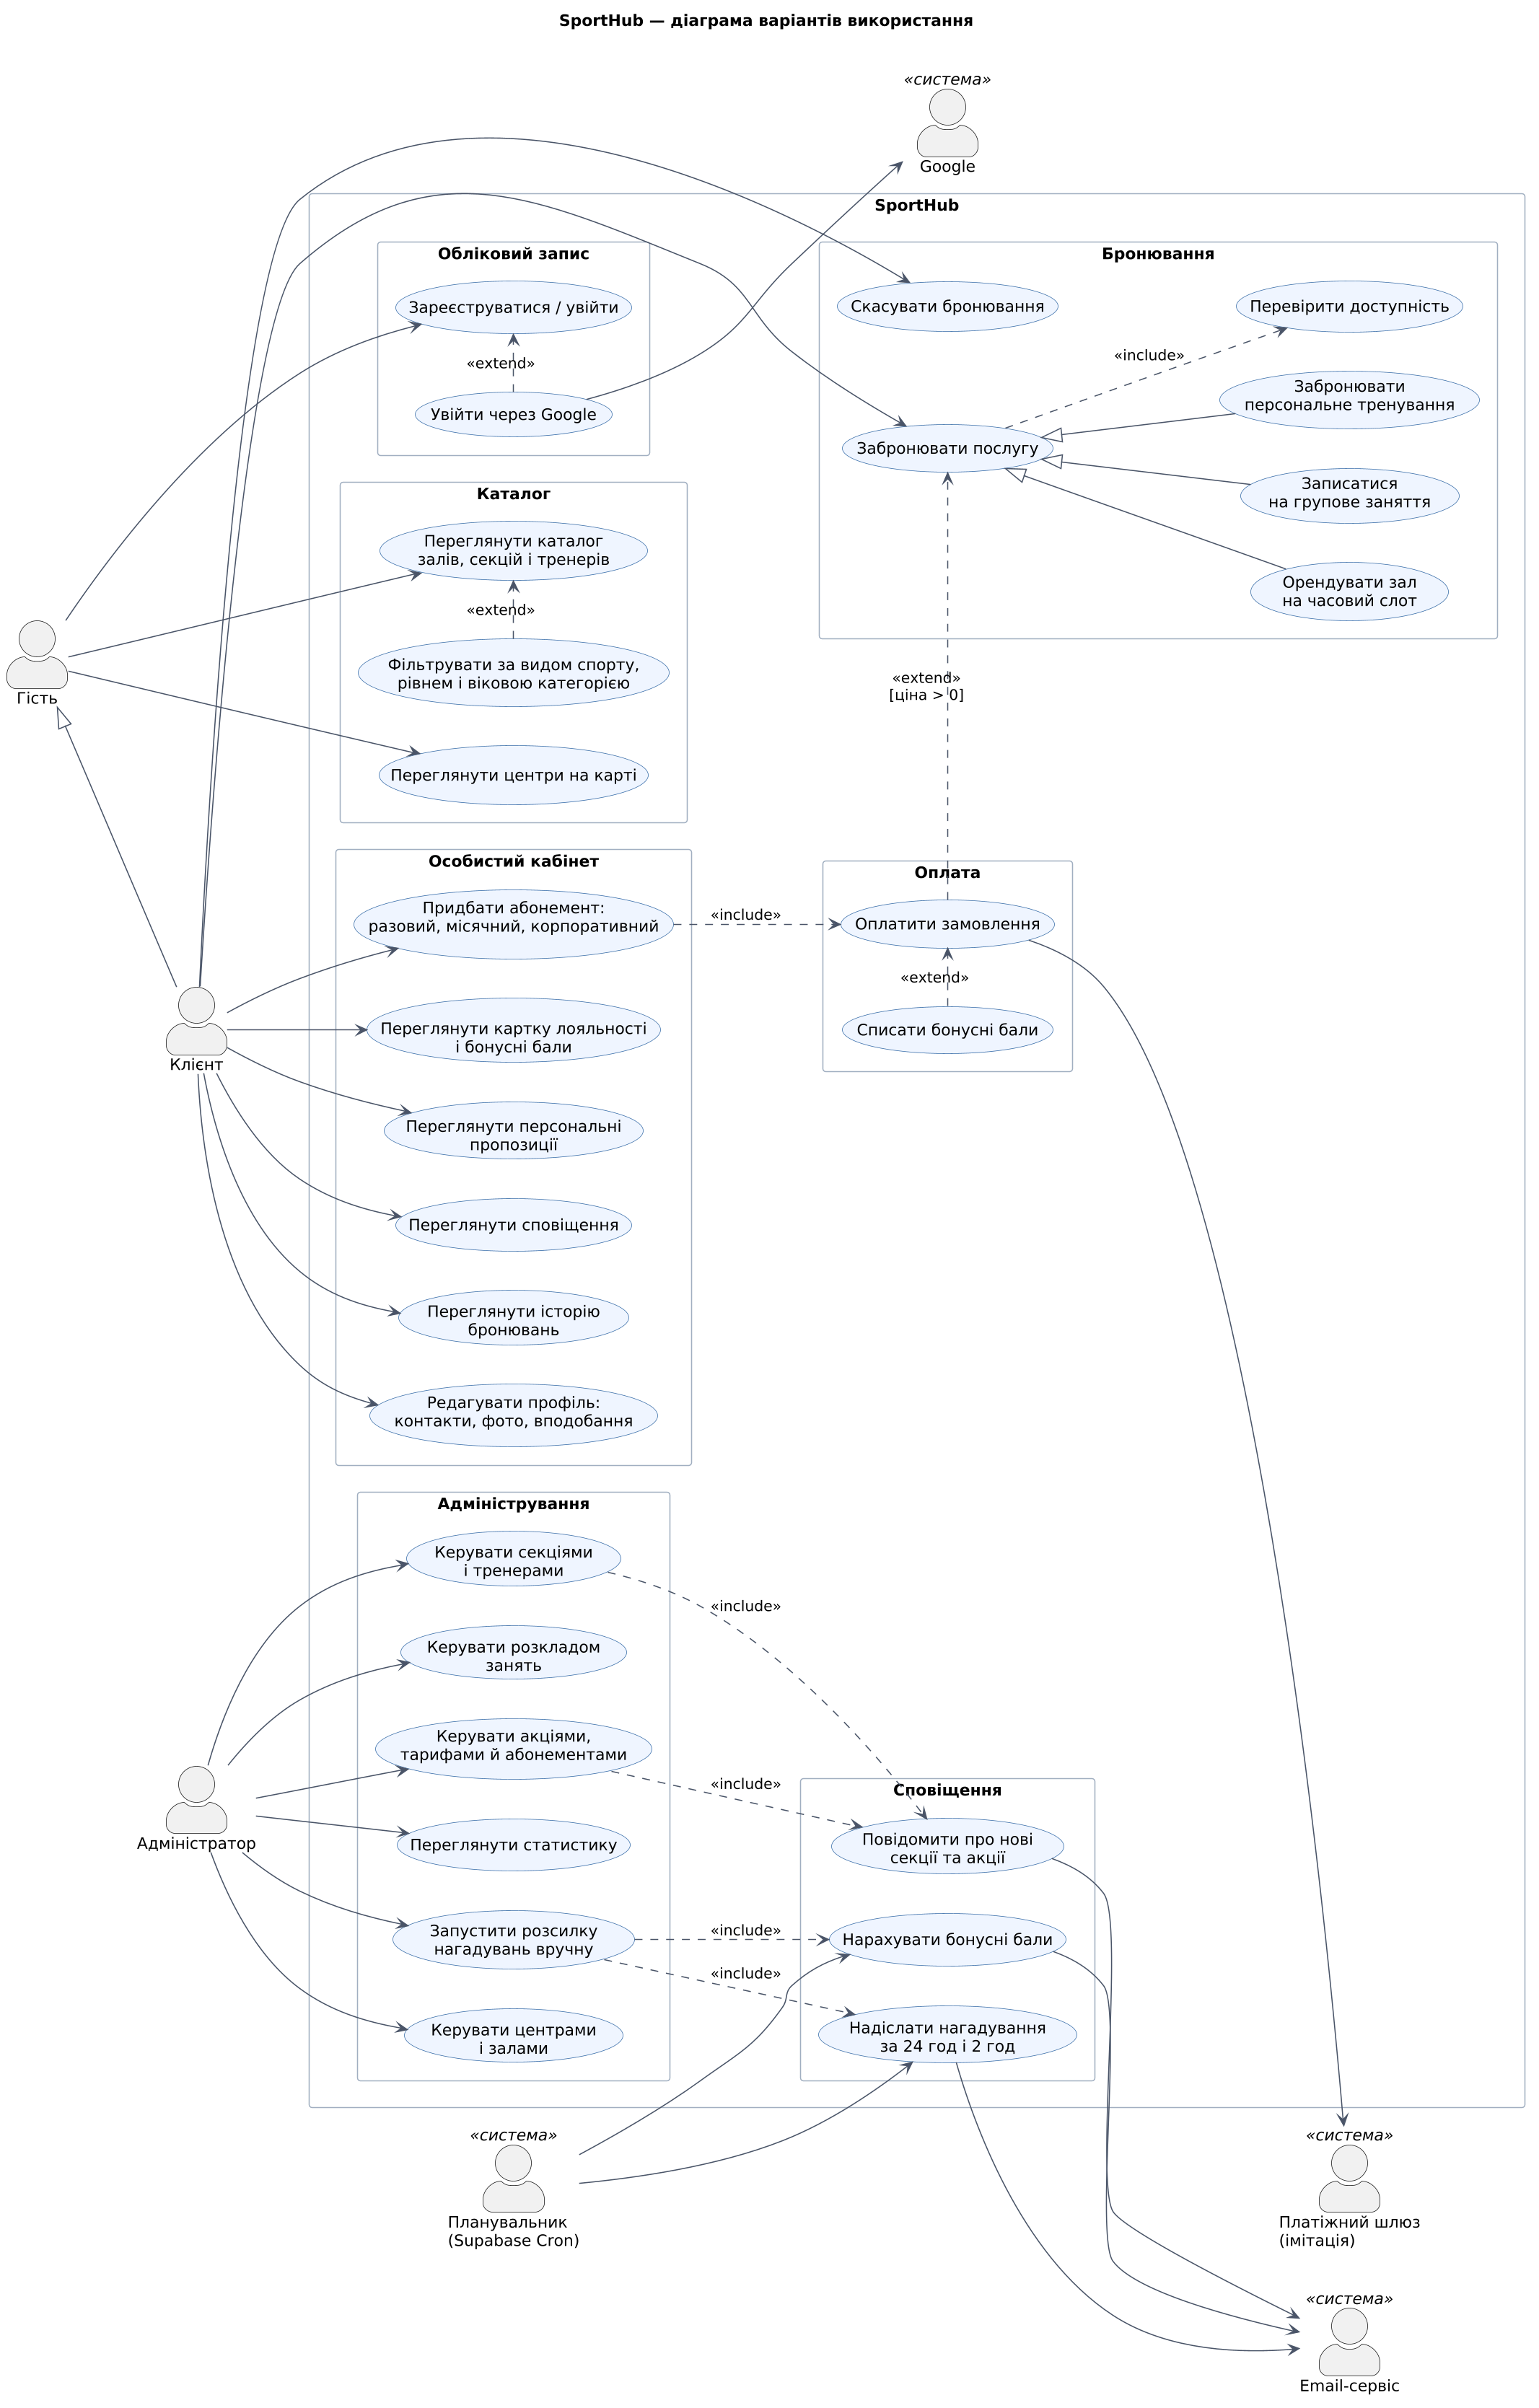 SportHub — діаграма варіантів використання
«система»
Google
SportHub
Обліковий запис
Зареєструватися / увійти
«extend»
Увійти через Google
Бронювання
Скасувати бронювання
Перевірити доступність
«include»
Забронювати
персональне тренування
Забронювати послугу
Записатися
на групове заняття
Орендувати зал
на часовий слот
Каталог
Переглянути каталог
залів, секцій і тренерів
«extend»
Фільтрувати за видом спорту,
рівнем і віковою категорією
Переглянути центри на карті
«extend»
[ціна > 0]
Гість
Особистий кабінет
Придбати абонемент:
разовий, місячний, корпоративний
«include»
Переглянути картку лояльності
і бонусні бали
Переглянути персональні
пропозиції
Переглянути сповіщення
Переглянути історію
бронювань
Редагувати профіль:
контакти, фото, вподобання
Оплата
Оплатити замовлення
«extend»
Списати бонусні бали
Клієнт
Адміністрування
Керувати секціями
і тренерами
«include»
Керувати розкладом
занять
Керувати акціями,
тарифами й абонементами
«include»
Переглянути статистику
Запустити розсилку
нагадувань вручну
«include»
«include»
Керувати центрами
і залами
Адміністратор
Сповіщення
Повідомити про нові
секції та акції
Нарахувати бонусні бали
Надіслати нагадування
за 24 год і 2 год
«система»
Планувальник
(Supabase Cron)
«система»
Платіжний шлюз
(імітація)
«система»
Email-сервіс